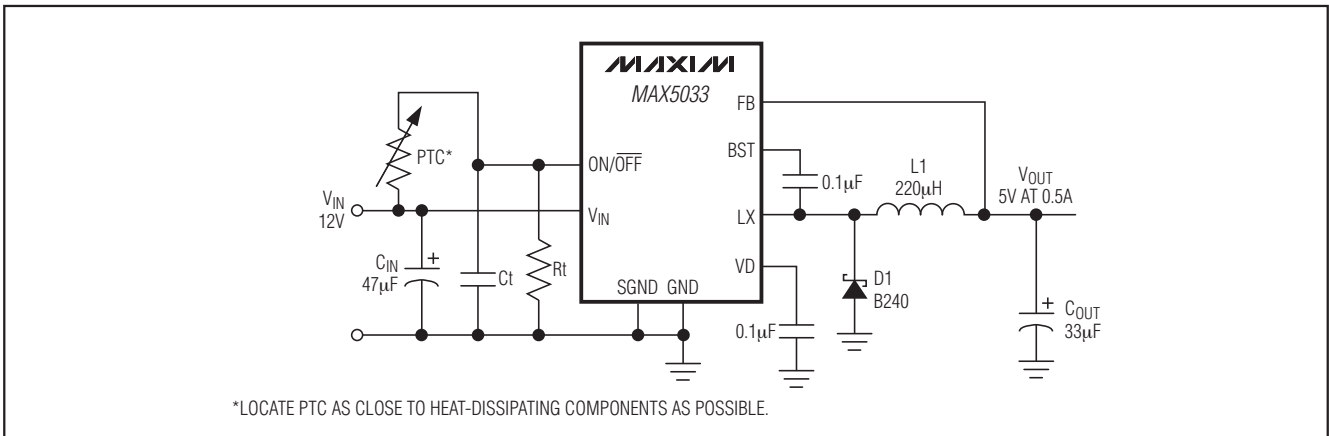 MAXIM
MAX5033
FB
BST
ON/OFF
PTC*
0.1µF
L1
220µH
VOUT
5V AT 0.5A
VIN
12V
VIN
LX
CIN
47µF
+
Ct
Rt
VD
SGND GND
D1
B240
0.1µF
+
COUT
33µF
*LOCATE PTC AS CLOSE TO HEAT-DISSIPATING COMPONENTS AS POSSIBLE.